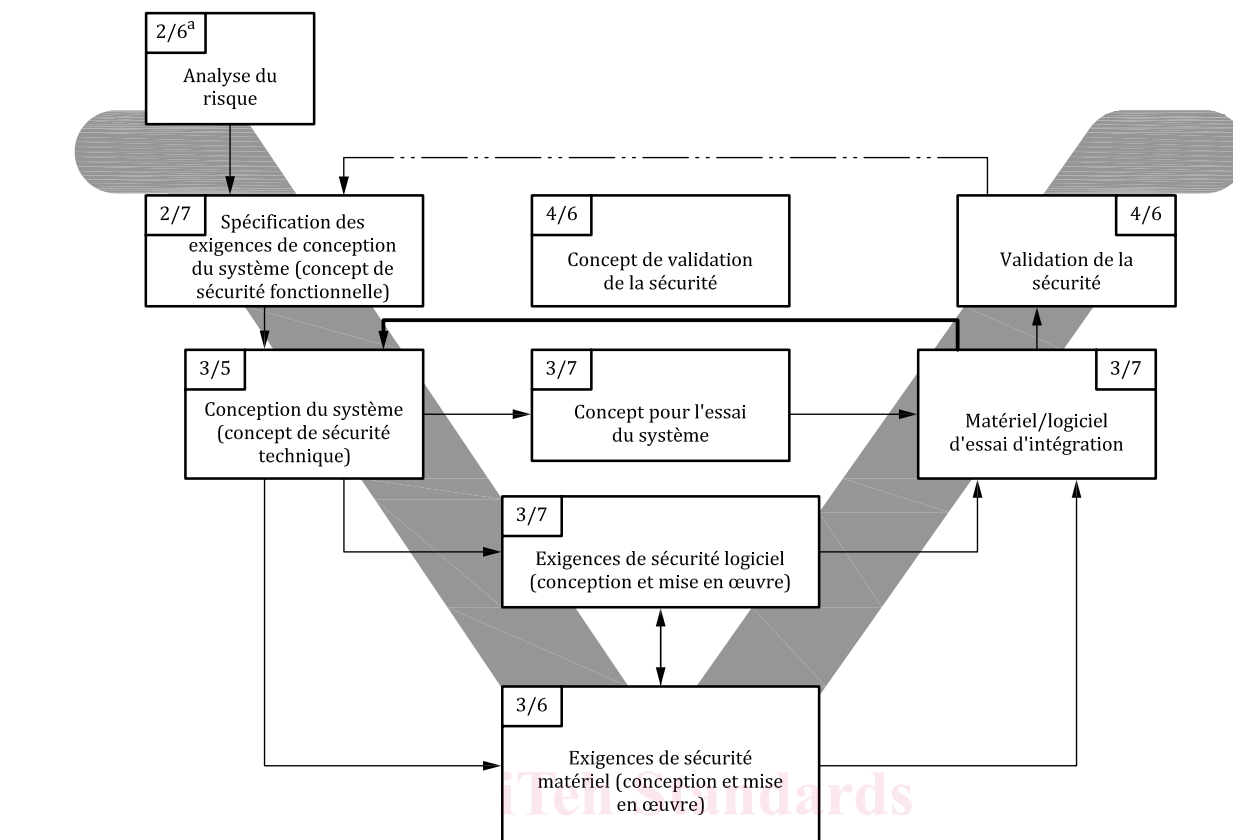 2/6a
Analyse du
risque
2/7
Spécification des
exigences de conception
du système (concept de
sécurité fonctionnelle)
4/6
Concept de validation
de la sécurité
4/6
Validation de la
sécurité
3/5
Conception du système
(concept de sécurité
technique)
3/7
Concept pour l'essai
du système
3/7
Matériel/logiciel
d'essai d'intégration
3/7
Exigences de sécurité logiciel
(conception et mise en œuvre)
3/6
Exigences de sécurité
matériel (conception et mise
en œuvre)
iTeh Standards